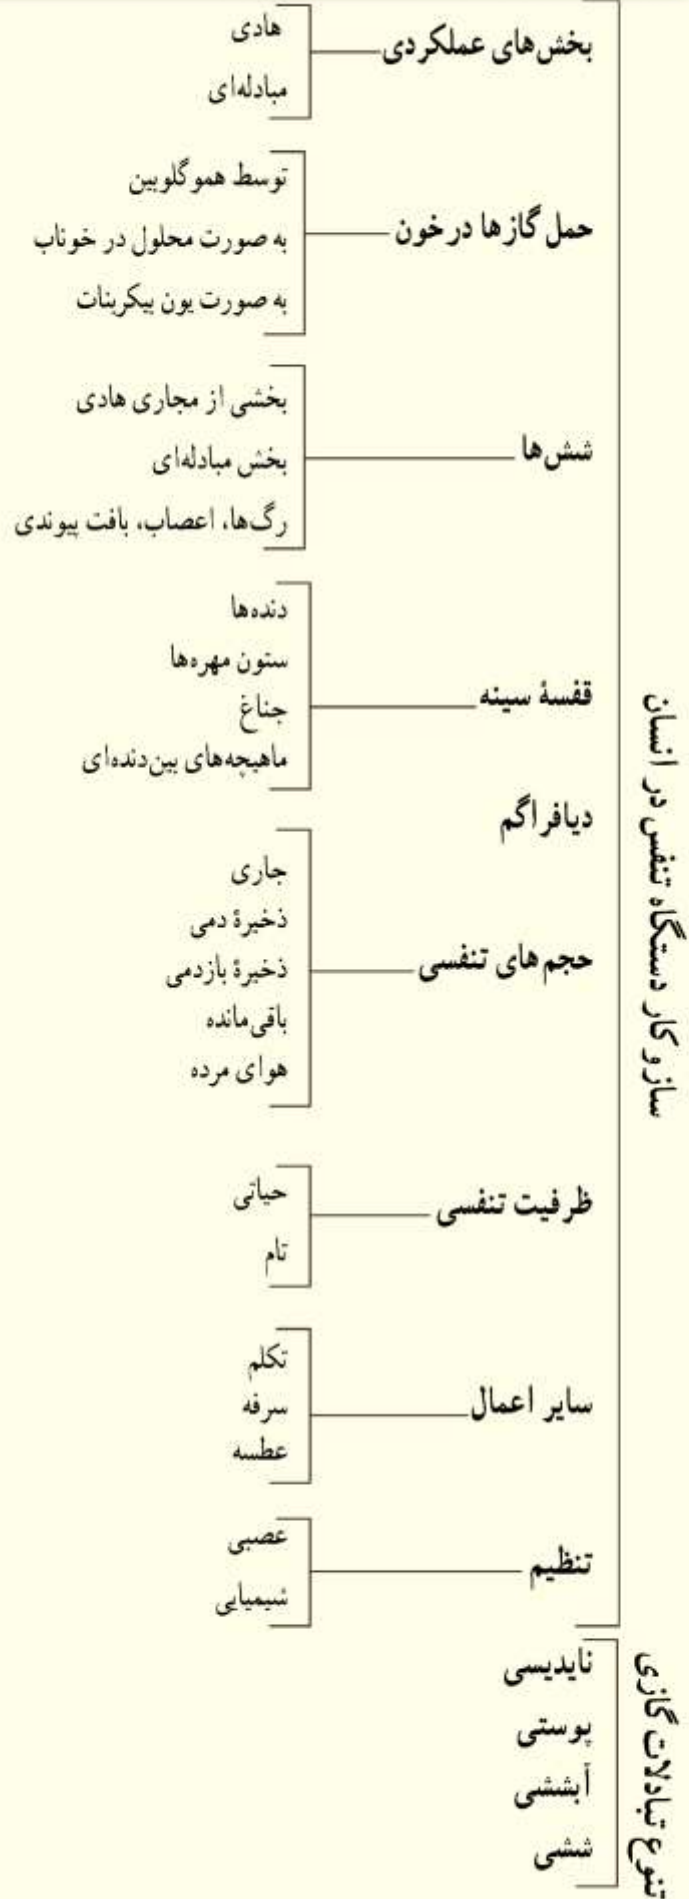 ساز و کار دستگاه تنفس در انسان
بخش‌های عملکردی
هادی
مبادله‌ای
حمل گازها در خون
توسط هموگلوبین
به صورت محلول در خوناب
به صورت یون بیکربنات
شش‌ها
بخشی از مجاری هادی
بخش مبادله‌ای
رگ‌ها، اعصاب، بافت پیوندی
قفسهٔ سینه
دنده‌ها
ستون مهره‌ها
جناغ
ماهیچه‌های بین‌دنده‌ای
دیافراگم
حجم‌های تنفسی
جاری
ذخیرهٔ دمی
ذخیرهٔ بازدمی
باقی‌مانده
هوای مرده
ظرفیت تنفسی
حیاتی
تام
سایر اعمال
تکلم
سرفه
عطسه
تنظیم
عصبی
شیمیایی
تنوع تبادلات گازی
نایدیسی
پوستی
آبششی
ششی